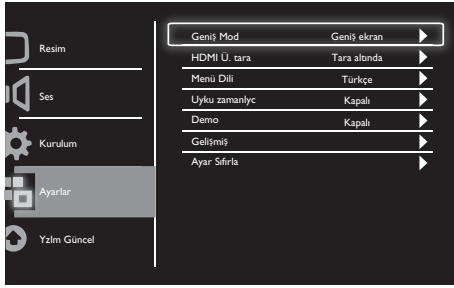 Resim
Ses
Kurulum
Ayarlar
Yzlm Güncel
Geniş Mod Geniş ekran
HDMI Ü. tara Tara altında
Menü Dili Türkçe
Uyku zamanlyc Kapalı
Demo Kapalı
Gelişmiş
Ayar Sıfırla